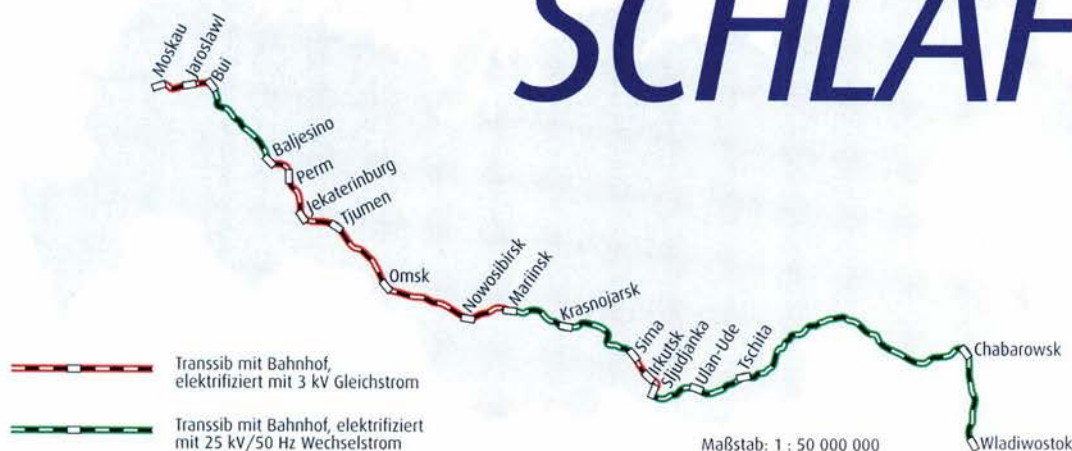 SCHLAF
Moskau
Jaroslawl
Bui
Baljesino
Perm
Jekaterinburg
Tjumen
Omsk
Nowosibirsk
Mariinsk
Krasnojarsk
Sima
Irkutsk
Sljudjanka
Ulan-Ude
Tschita
Chabarowsk
Wladiwostok
Transsib mit Bahnhof,
elektrifiziert mit 3 kV Gleichstrom
Transsib mit Bahnhof, elektrifiziert
mit 25 kV/50 Hz Wechselstrom
Maßstab: 1 : 50 000 000